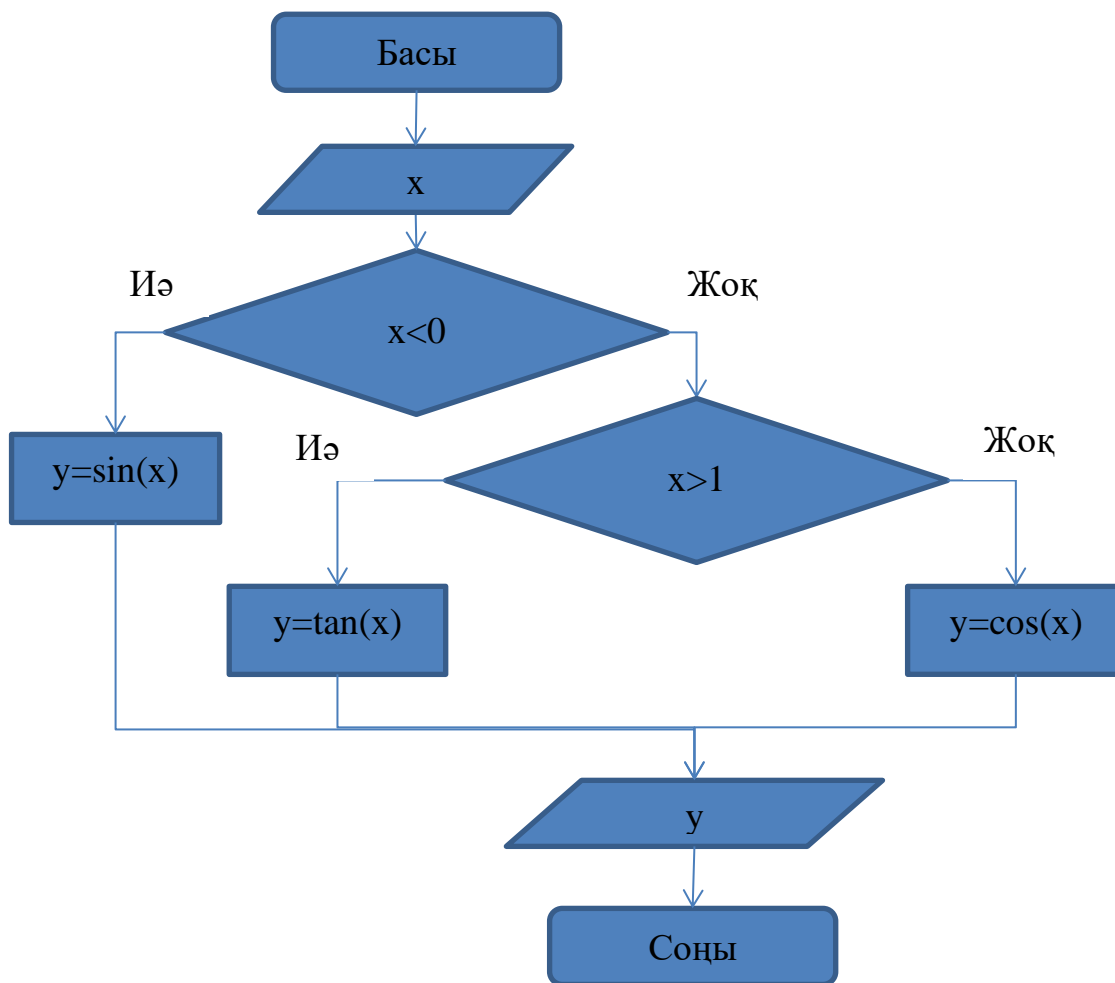 Басы
x
Иә
Жоқ
x<0
Иә
Жоқ
y=sin(x)
x>1
y=tan(x)
y=cos(x)
y
Соңы